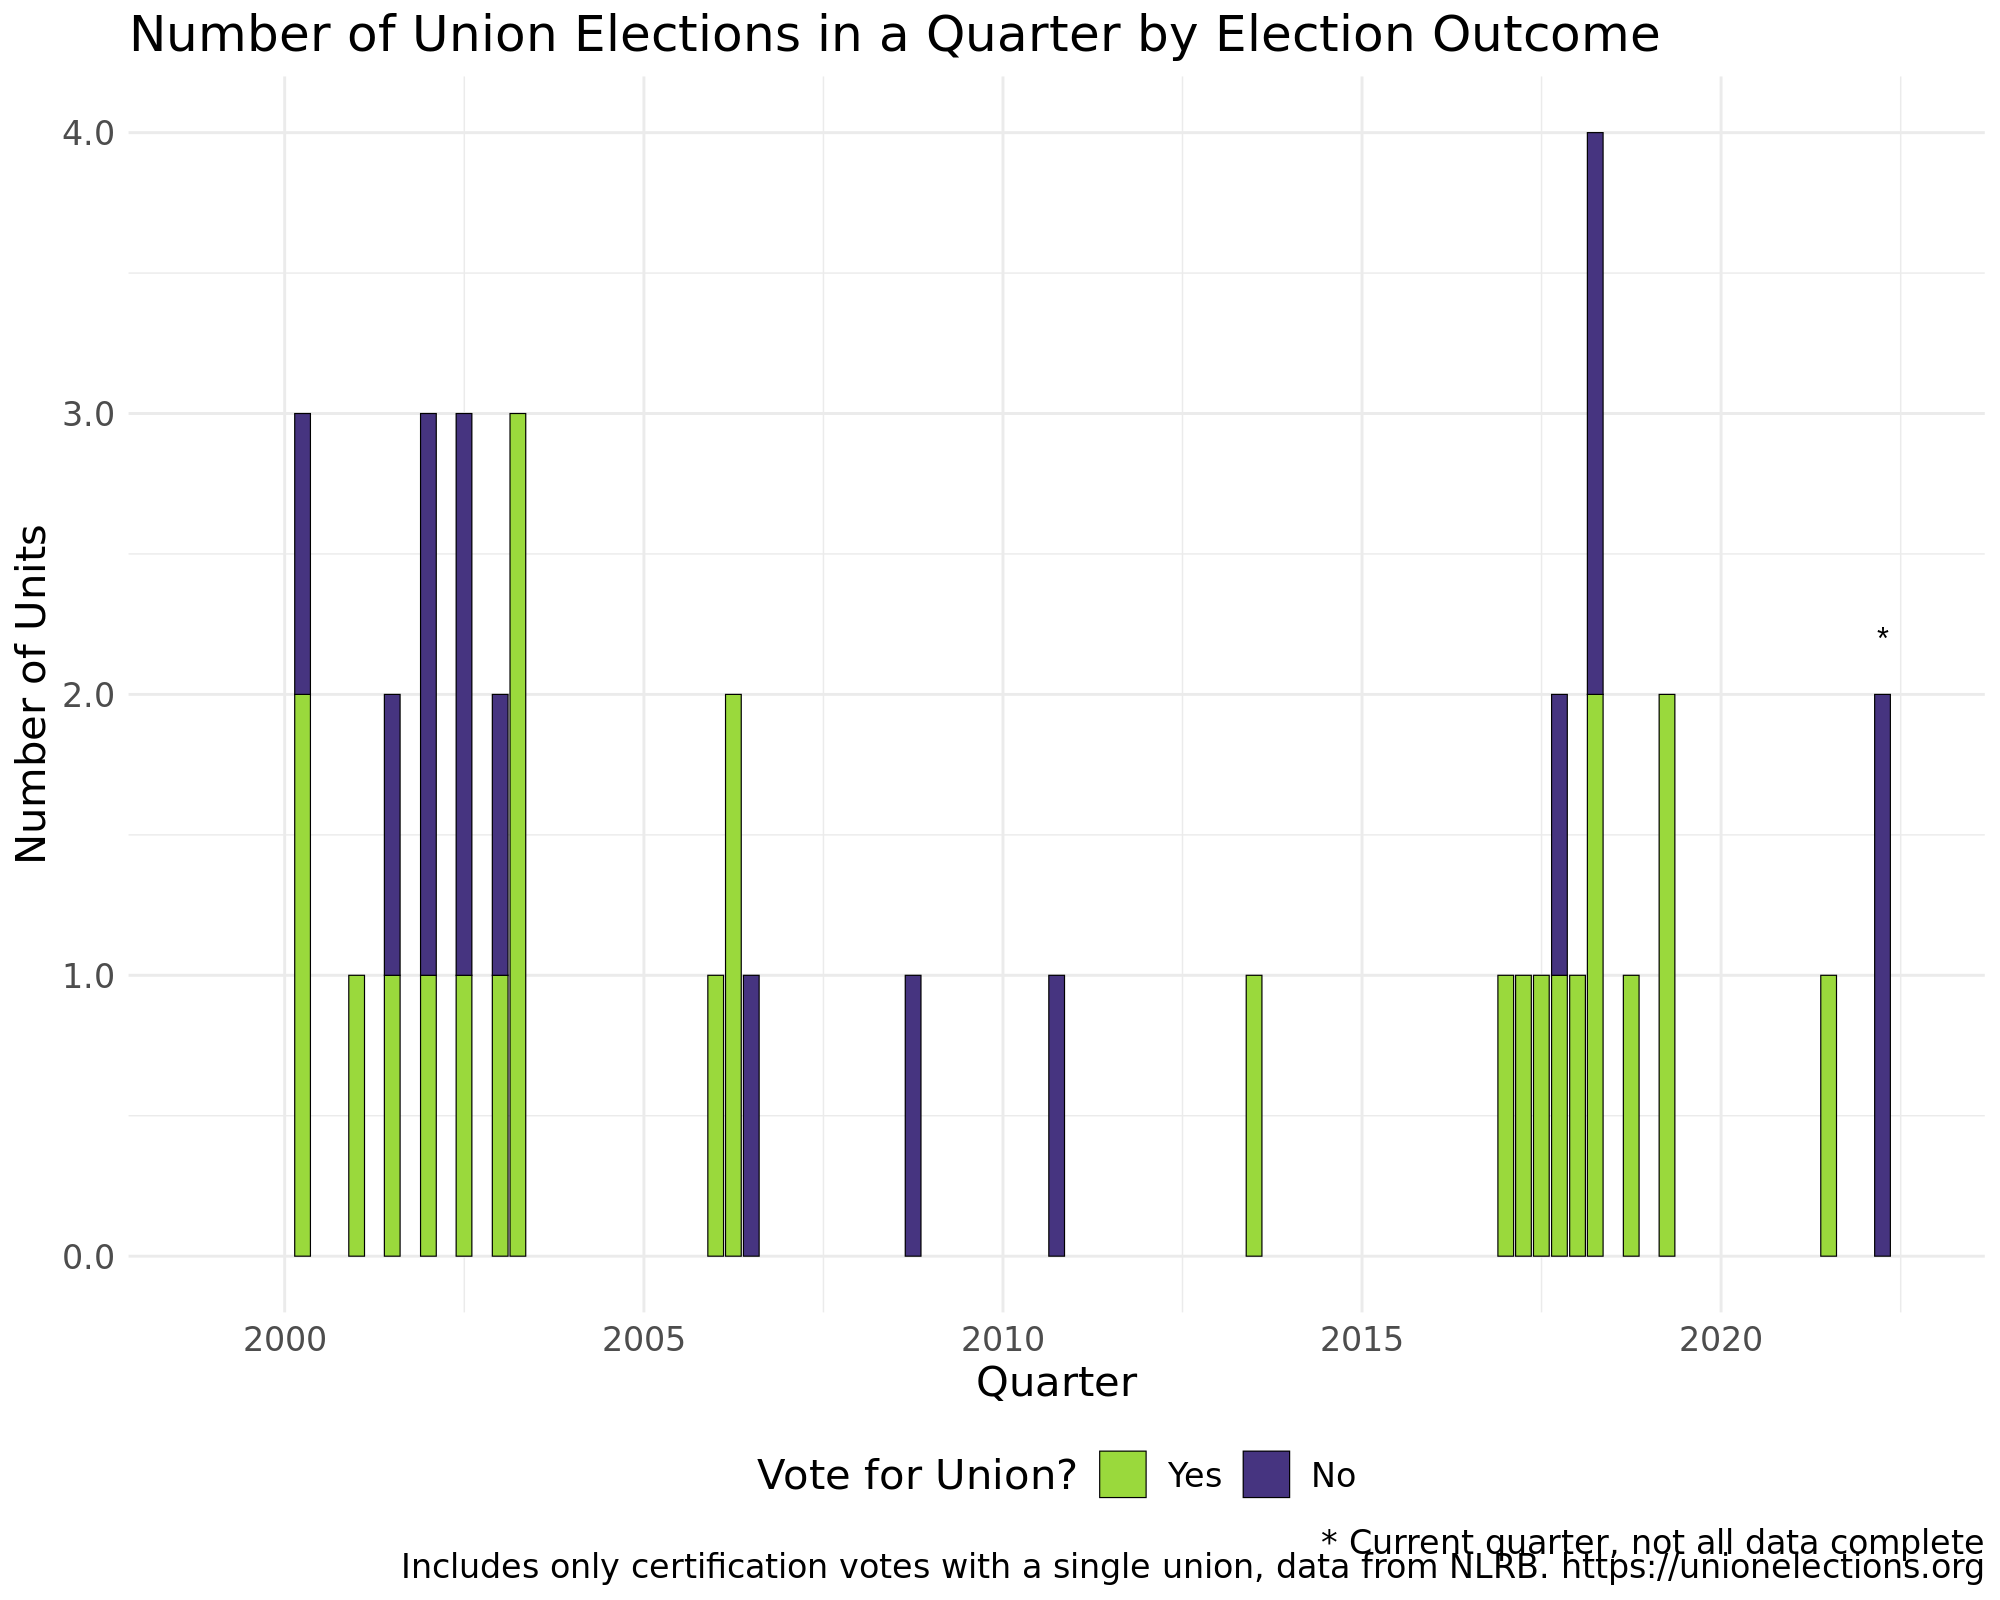 Number of Union Elections in a Quarter by Election Outcome
4.0
3.0
2.0
1.0
0.0
Number of Units
*
2000 2005 2010 2015 2020
Quarter
Vote for Union? Yes No
* Current quarter, not all data complete
Includes only certification votes with a single union, data from NLRB. https://unionelections.org